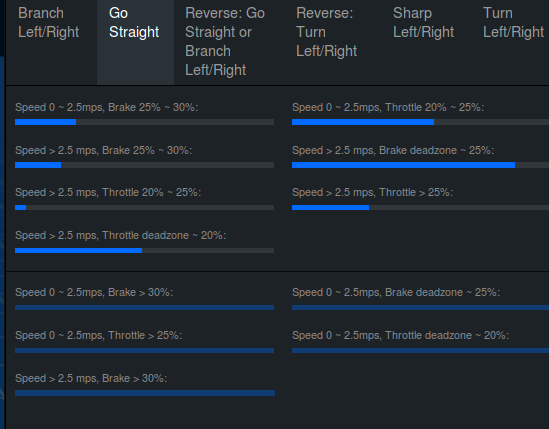 Branch Left/Right
Go Straight
Reverse: Go Straight or Branch Left/Right
Reverse: Turn Left/Right
Sharp Left/Right
Turn Left/Right
Speed 0 ~ 2.5mps, Brake 25% ~ 30%:
Speed 0 ~ 2.5mps, Throttle 20% ~ 25%:
Speed > 2.5 mps, Brake 25% ~ 30%:
Speed > 2.5 mps, Brake deadzone ~ 25%:
Speed > 2.5 mps, Throttle 20% ~ 25%:
Speed > 2.5 mps, Throttle > 25%:
Speed > 2.5 mps, Throttle deadzone ~ 20%:
Speed 0 ~ 2.5mps, Brake > 30%:
Speed 0 ~ 2.5mps, Brake deadzone ~ 25%:
Speed 0 ~ 2.5mps, Throttle > 25%:
Speed 0 ~ 2.5mps, Throttle deadzone ~ 20%:
Speed > 2.5 mps, Brake > 30%: